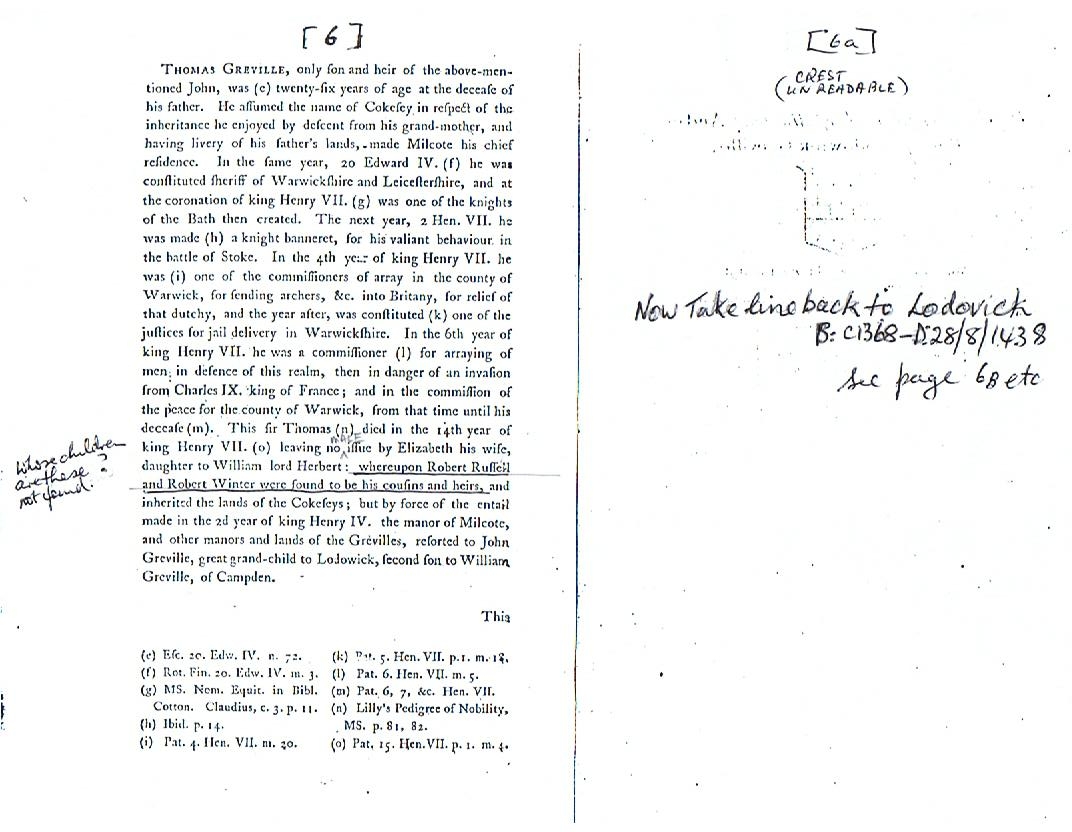 [6]
THOMAS GREVILLE, only ſon and heir of the above-men-
tioned John, was (e) twenty-ſix years of age at the deceaſe of
his father. He aſſumed the name of Cokeſey in reſpect of the
inheritance he enjoyed by deſcent from his grand-mother, and
having livery of his father's lands, made Milcote his chief
reſidence. In the ſame year, 20 Edward IV. (f) he was
conſtituted ſheriff of Warwickſhire and Leiceſterſhire, and at
the coronation of king Henry VII. (g) was one of the knights
of the Bath then created. The next year, 2 Hen. VII. he
was made (h) a knight banneret, for his valiant behaviour in
the battle of Stoke. In the 4th year of king Henry VII. he
was (i) one of the commiſſioners of array in the county of
Warwick, for ſending archers, &c. into Britany, for relief of
that dutchy, and the year after, was conſtituted (k) one of the
juſtices for jail delivery in Warwickſhire. In the 6th year of
king Henry VII. he was a commiſſioner (l) for arraying of
men, in defence of this realm, then in danger of an invaſion
from Charles IX. king of France; and in the commiſſion of
the peace for the county of Warwick, from that time until his
deceaſe (m). This ſir Thomas (n) died in the 14th year of
MALE
king Henry VII. (o) leaving no iſſue by Elizabeth his wife,
daughter to William lord Herbert: whereupon Robert Ruſſell
and Robert Winter were found to be his couſins and heirs, and
inherited the lands of the Cokeſeys; but by force of the entail
made in the 2d year of king Henry IV. the manor of Milcote,
and other manors and lands of the Grevilles, reſorted to John
Greville, great grand-child to Lodowick, ſecond ſon to William
Greville, of Campden.
This
whose children
are these ?
not found.
(e) Eſc. 20. Edw. IV. n. 72.
(f) Rot. Fin. 20. Edw. IV. m. 3.
(g) MS. Nom. Equit. in Bibl.
Cotton. Claudius, c. 3. p. 11.
(h) Ibid. p. 14.
(i) Pat. 4. Hen. VII. m. 20.
(k) Pat. 5. Hen. VII. p. 1. m. 18.
(l) Pat. 6. Hen. VII. m. 5.
(m) Pat. 6, 7, &c. Hen. VII.
(n) Lilly's Pedigree of Nobility,
MS. p. 81, 82.
(o) Pat. 15. Hen. VII. p. 1. m. 4.
[6a]
CREST
(UNREADABLE)
Now Take line back to Lodovick
B: C1368-D:28/8/1438
See page 6B etc